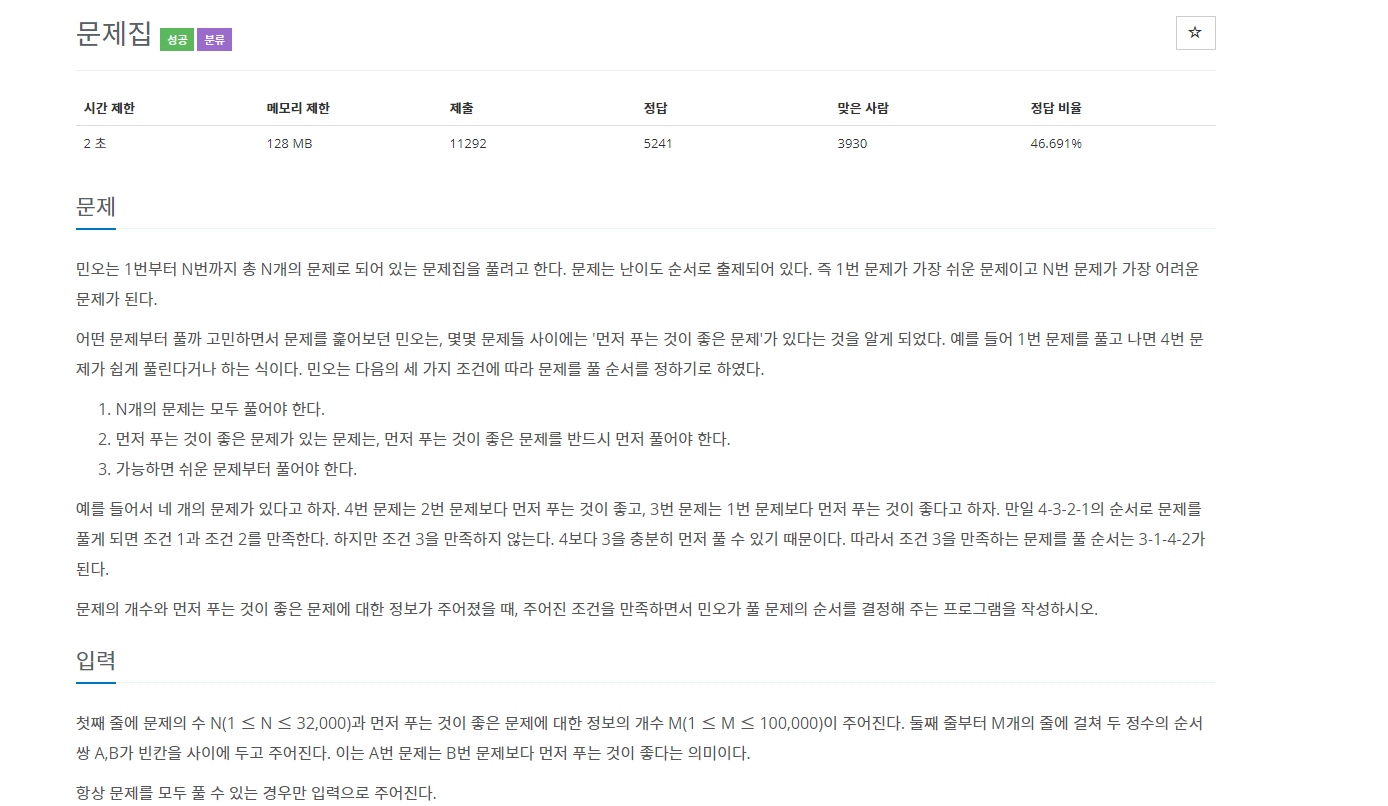 문제집 성공 분류
☆
시간 제한 메모리 제한 제출 정답 맞은 사람 정답 비율
2 초 128 MB 11292 5241 3930 46.691%
문제
민오는 1번부터 N번까지 총 N개의 문제로 되어 있는 문제집을 풀려고 한다. 문제는 난이도 순서로 출제되어 있다. 즉 1번 문제가 가장 쉬운 문제이고 N번 문제가 가장 어려운
문제가 된다.
어떤 문제부터 풀까 고민하면서 문제를 훑어보던 민오는, 몇몇 문제들 사이에는 '먼저 푸는 것이 좋은 문제'가 있다는 것을 알게 되었다. 예를 들어 1번 문제를 풀고 나면 4번 문
제가 쉽게 풀린다거나 하는 식이다. 민오는 다음의 세 가지 조건에 따라 문제를 풀 순서를 정하기로 하였다.
1. N개의 문제는 모두 풀어야 한다.
2. 먼저 푸는 것이 좋은 문제가 있는 문제는, 먼저 푸는 것이 좋은 문제를 반드시 먼저 풀어야 한다.
3. 가능하면 쉬운 문제부터 풀어야 한다.
예를 들어서 네 개의 문제가 있다고 하자. 4번 문제는 2번 문제보다 먼저 푸는 것이 좋고, 3번 문제는 1번 문제보다 먼저 푸는 것이 좋다고 하자. 만일 4-3-2-1의 순서로 문제를
풀게 되면 조건 1과 조건 2를 만족한다. 하지만 조건 3을 만족하지 않는다. 4보다 3을 충분히 먼저 풀 수 있기 때문이다. 따라서 조건 3을 만족하는 문제를 풀 순서는 3-1-4-2가
된다.
문제의 개수와 먼저 푸는 것이 좋은 문제에 대한 정보가 주어졌을 때, 주어진 조건을 만족하면서 민오가 풀 문제의 순서를 결정해 주는 프로그램을 작성하시오.
입력
첫째 줄에 문제의 수 N(1 ≤ N ≤ 32,000)과 먼저 푸는 것이 좋은 문제에 대한 정보의 개수 M(1 ≤ M ≤ 100,000)이 주어진다. 둘째 줄부터 M개의 줄에 걸쳐 두 정수의 순서
쌍 A,B가 빈칸을 사이에 두고 주어진다. 이는 A번 문제는 B번 문제보다 먼저 푸는 것이 좋다는 의미이다.
항상 문제를 모두 풀 수 있는 경우만 입력으로 주어진다.